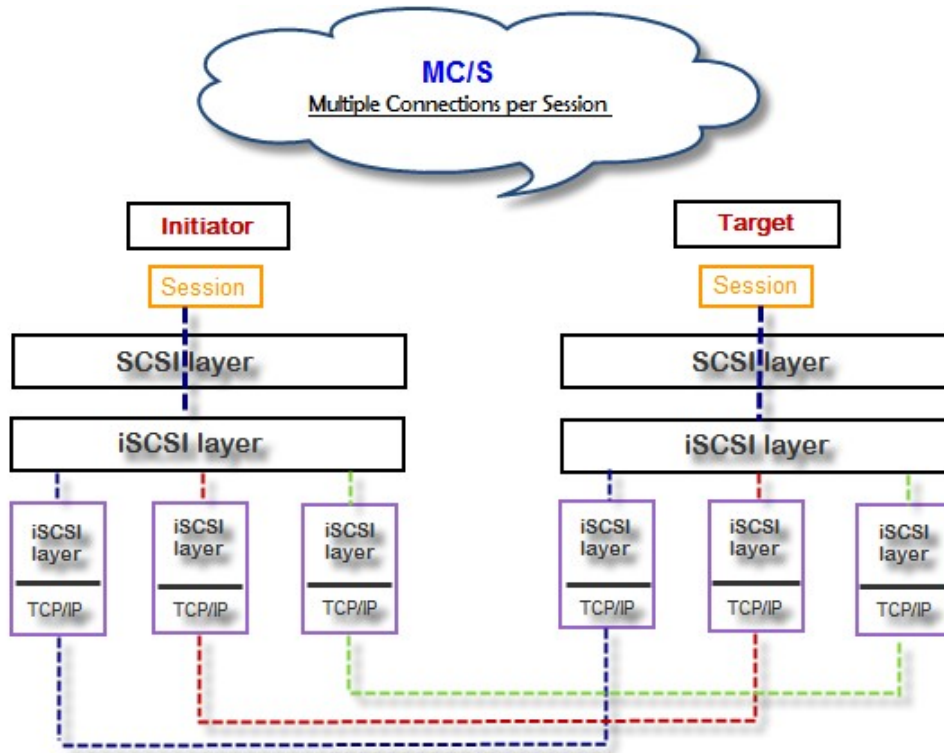 MC/S
Multiple Connections per Session
Initiator
Target
Session
Session
SCSI layer
SCSI layer
iSCSI layer
iSCSI layer
iSCSI
layer
TCP/IP
iSCSI
layer
TCP/IP
iSCSI
layer
TCP/IP
iSCSI
layer
TCP/IP
iSCSI
layer
TCP/IP
iSCSI
layer
TCP/IP